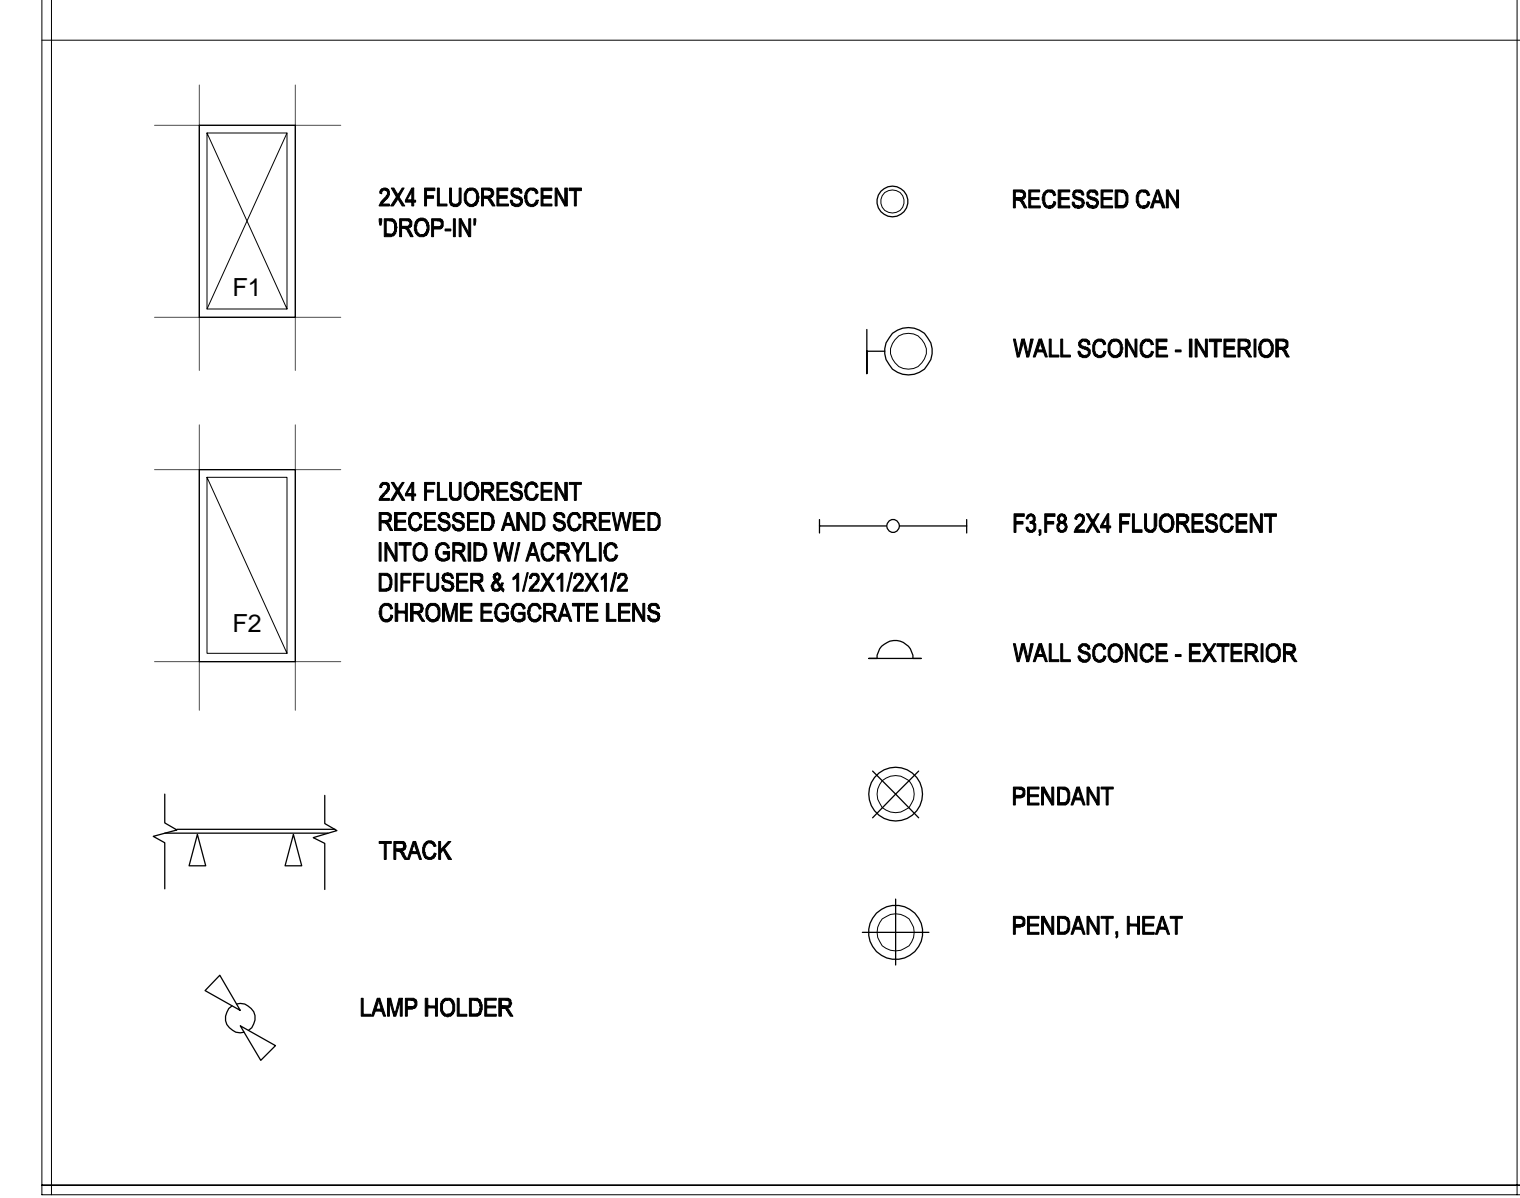 F1
2X4 FLUORESCENT
'DROP-IN'
F2
2X4 FLUORESCENT
RECESSED AND SCREWED
INTO GRID W/ ACRYLIC
DIFFUSER & 1/2X1/2X1/2
CHROME EGGCRATE LENS
TRACK
LAMP HOLDER
RECESSED CAN
WALL SCONCE - INTERIOR
F3,F8 2X4 FLUORESCENT
WALL SCONCE - EXTERIOR
PENDANT
PENDANT, HEAT